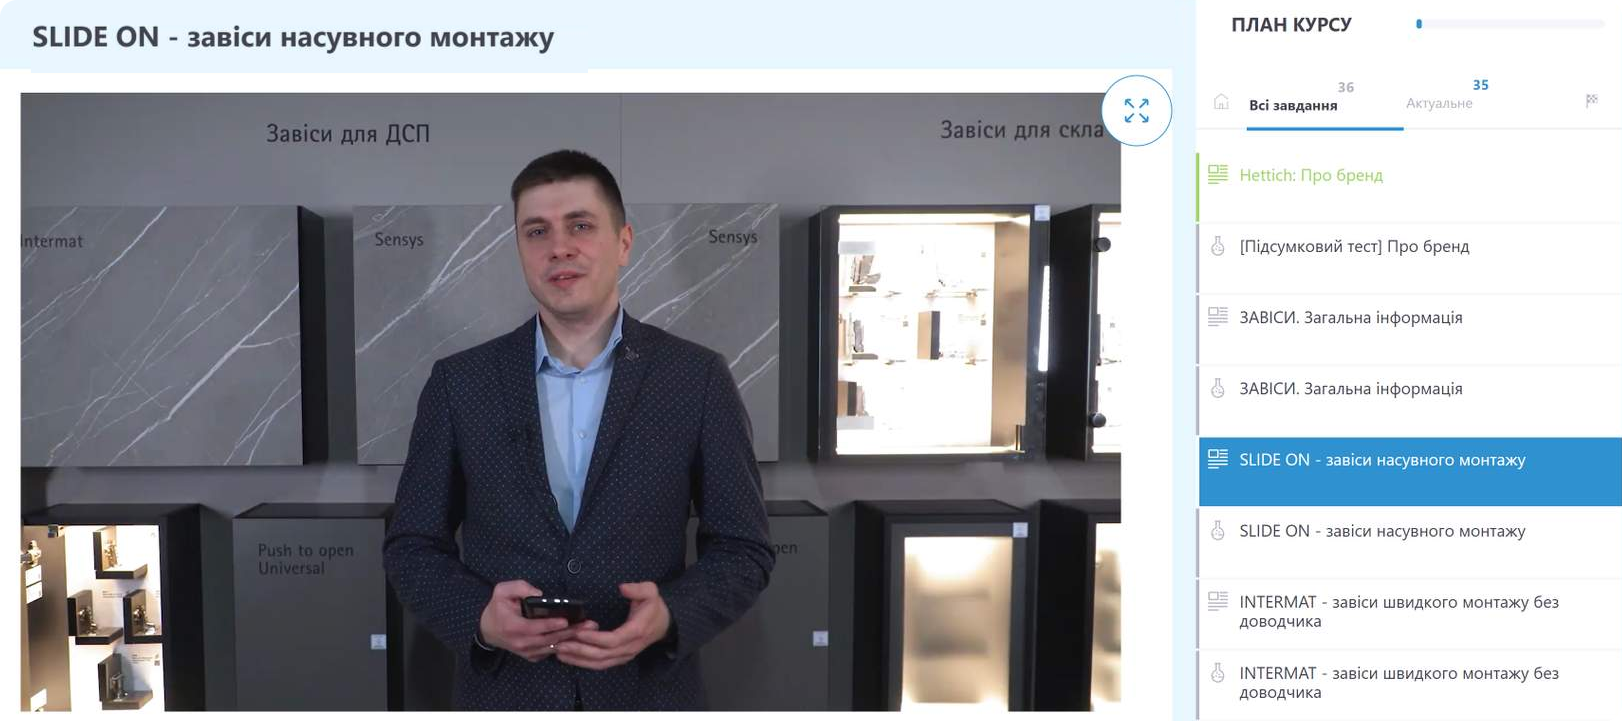 SLIDE ON - завіси насувного монтажу
ПЛАН КУРСУ
36
Всі завдання
35
Актуальне
Завіси для ДСП
Завіси для скла
Intermat
Sensys
Sensys
Push to open
Universal
Hettich: Про бренд
[Підсумковий тест] Про бренд
ЗАВІСИ. Загальна інформація
ЗАВІСИ. Загальна інформація
SLIDE ON - завіси насувного монтажу
SLIDE ON - завіси насувного монтажу
INTERMAT - завіси швидкого монтажу без
доводчика
INTERMAT - завіси швидкого монтажу без
доводчика